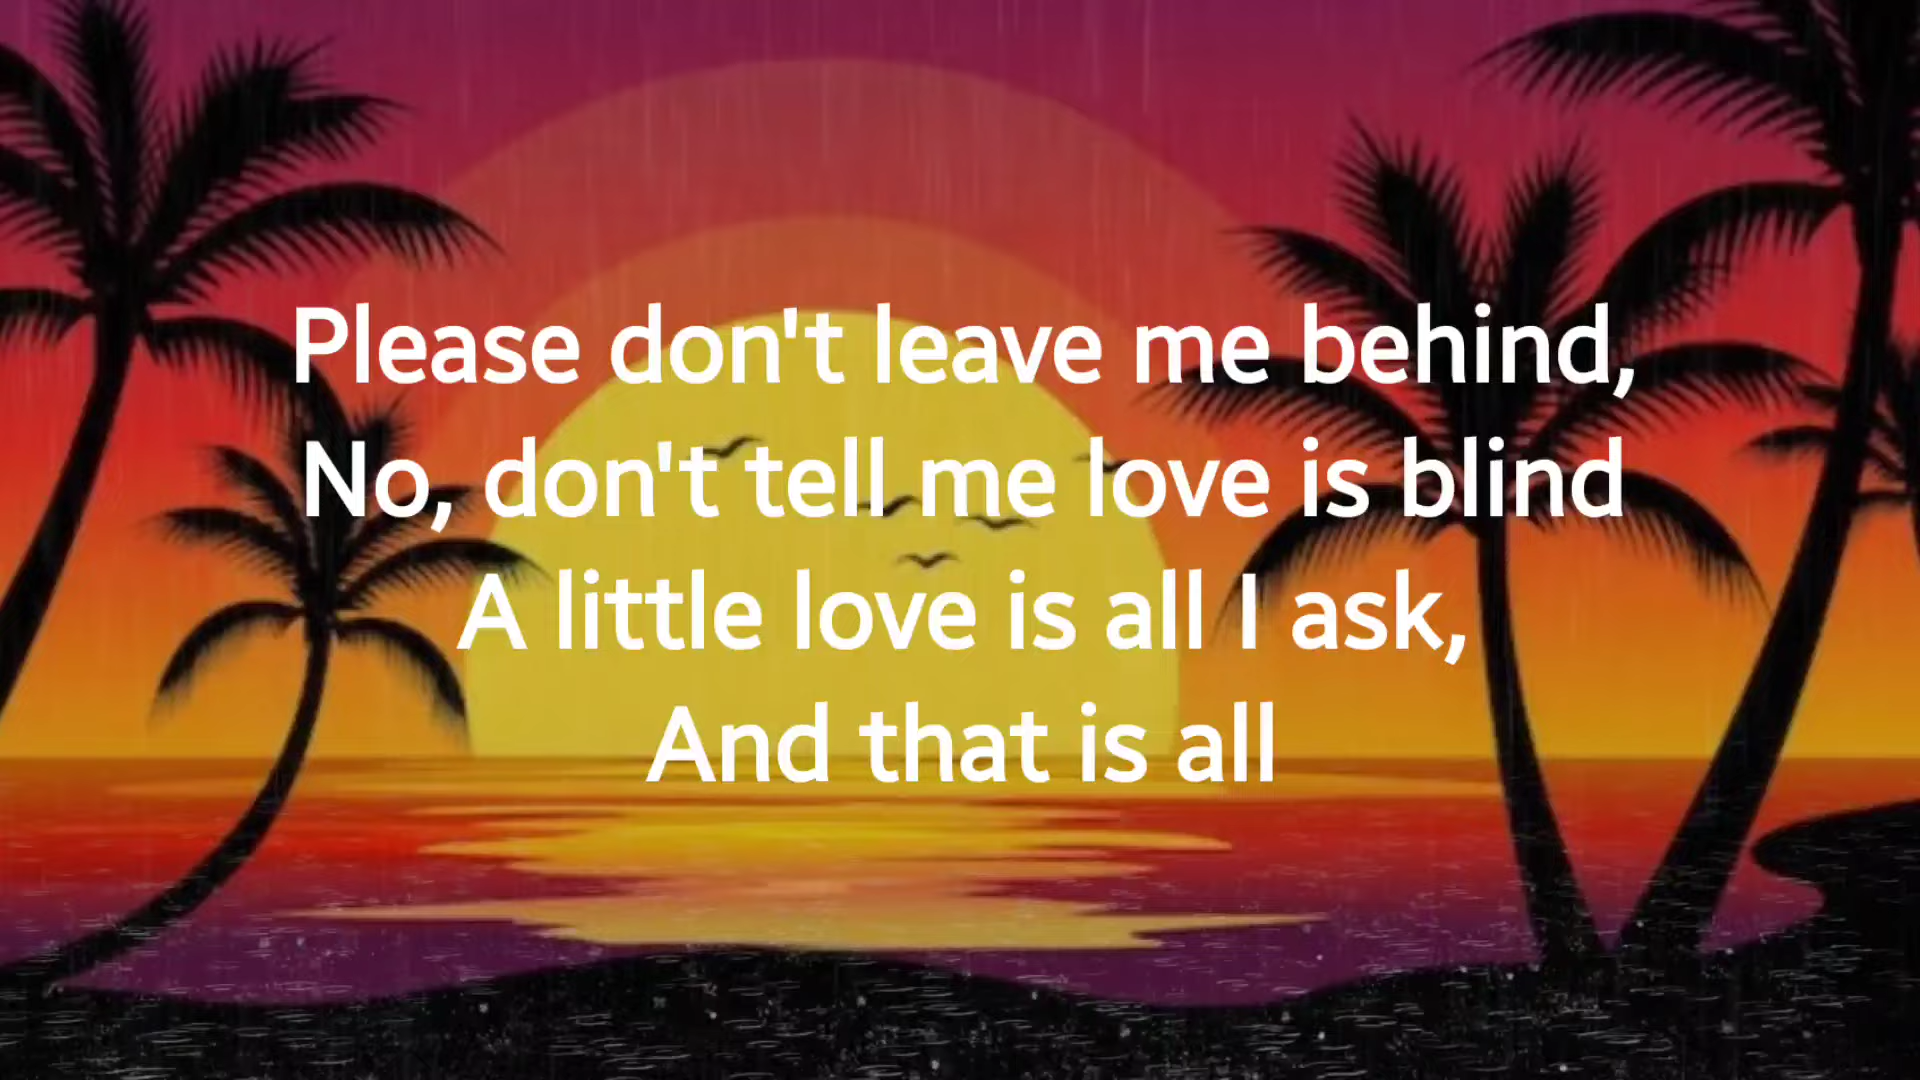 Please don't leave me behind,
No, don't tell me love is blind
A little love is all I ask,
And that is all